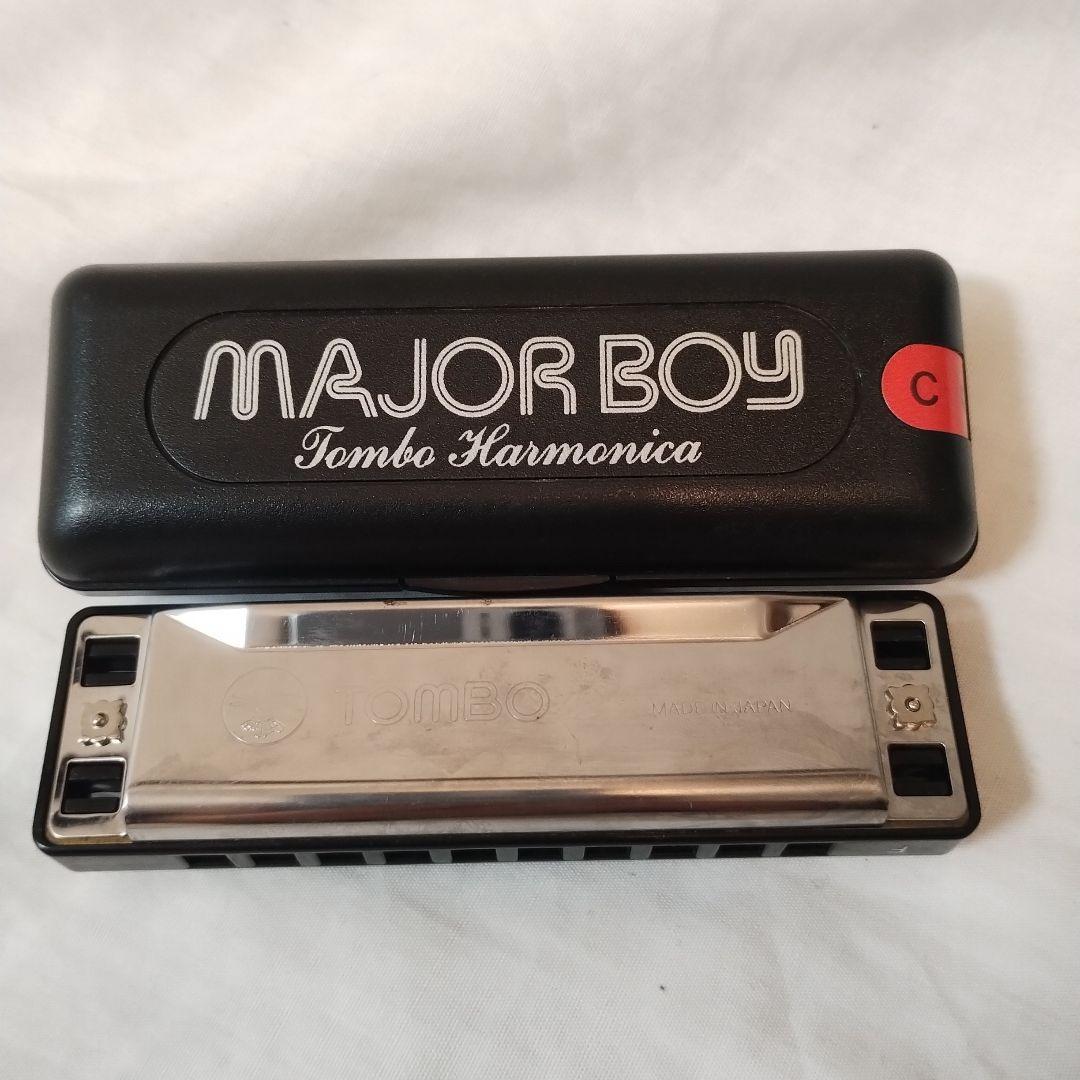 MAJOR BOY
Tombo Harmonica
C
TOMBO
MADE IN JAPAN